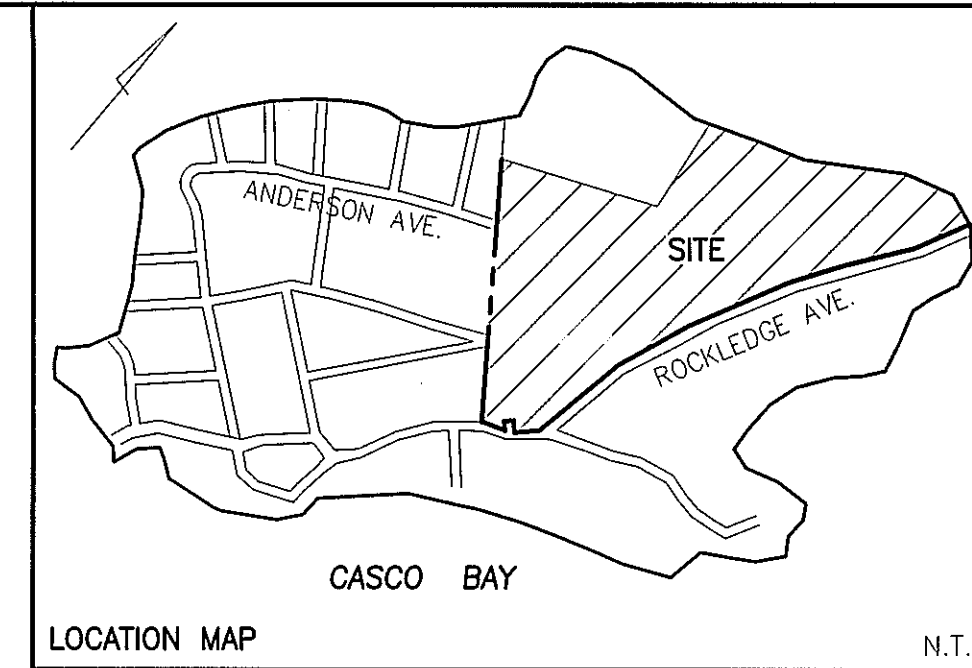 ANDERSON AVE.
SITE
ROCKLEDGE AVE.
CASCO BAY
LOCATION MAP
N.T.